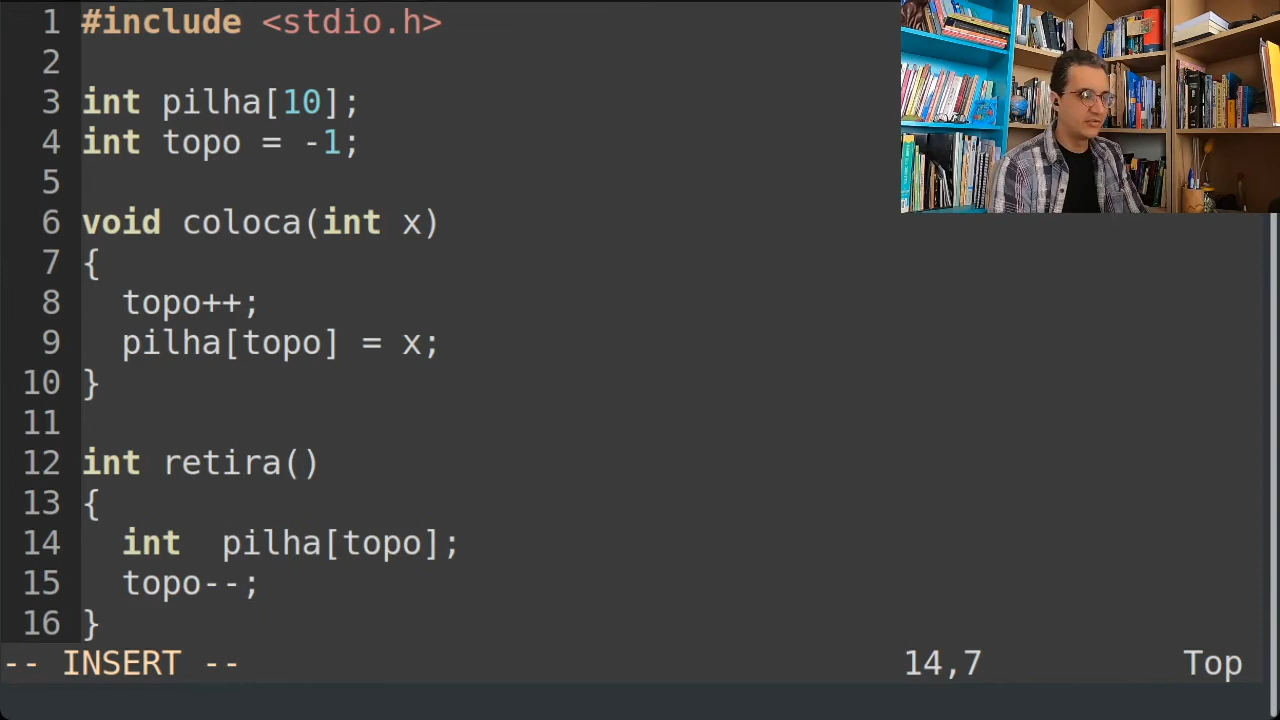 1 #include <stdio.h>
2
3 int pilha[10];
4 int topo = -1;
5
6 void coloca(int x)
7 {
8   topo++;
9   pilha[topo] = x;
10 }
11
12 int retira()
13 {
14   int  pilha[topo];
15   topo--;
16 }
-- INSERT -- 14,7 Top